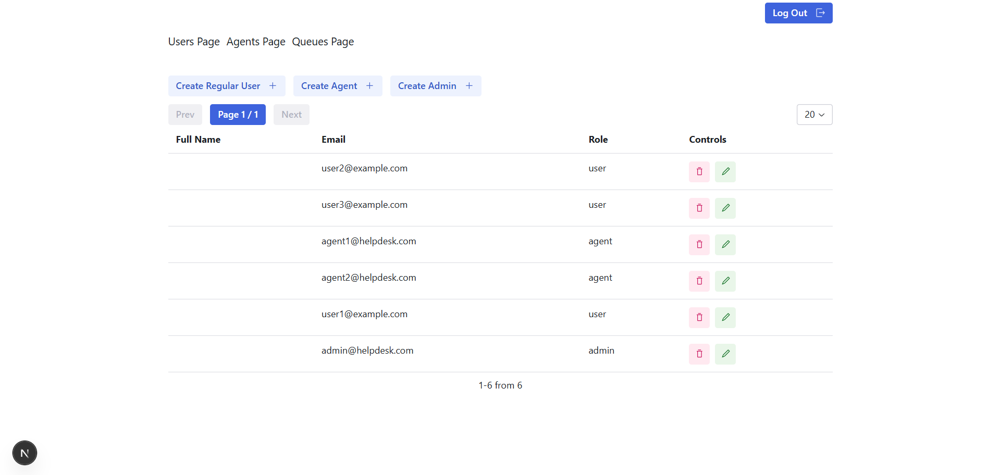 Log Out
Users Page Agents Page Queues Page
Create Regular User + Create Agent + Create Admin +
Prev Page 1 / 1 Next 20
Full Name Email Role Controls
user2@example.com user
user3@example.com user
agent1@helpdesk.com agent
agent2@helpdesk.com agent
user1@example.com user
admin@helpdesk.com admin
1-6 from 6
N